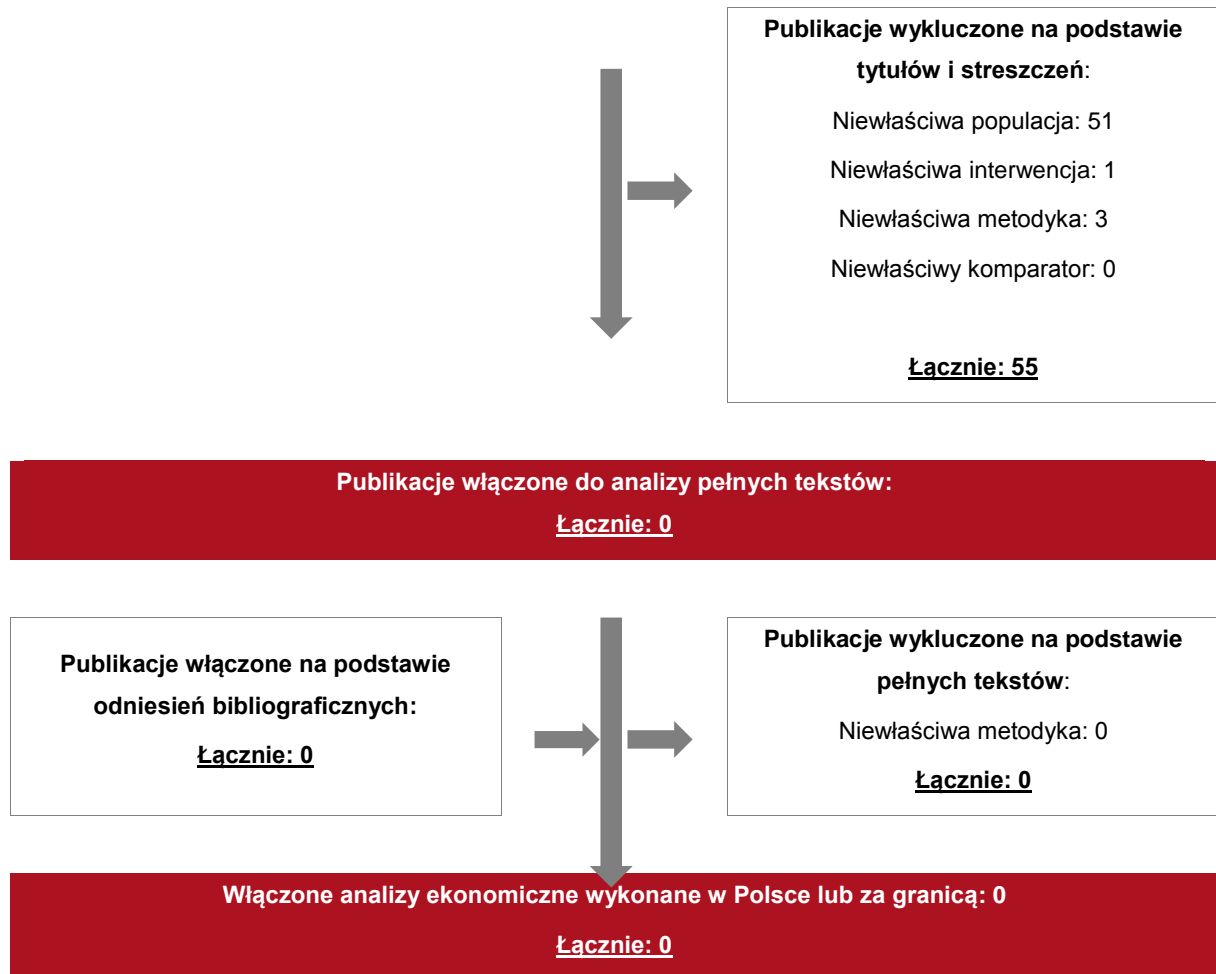 Publikacje wykluczone na podstawie
tytułów i streszczeń:
Niewłaściwa populacja: 51
Niewłaściwa interwencja: 1
Niewłaściwa metodyka: 3
Niewłaściwy komparator: 0
Łącznie: 55
Publikacje włączone do analizy pełnych tekstów:
Łącznie: 0
Publikacje włączone na podstawie
odniesień bibliograficznych:
Łącznie: 0
Publikacje wykluczone na podstawie
pełnych tekstów:
Niewłaściwa metodyka: 0
Łącznie: 0
Włączone analizy ekonomiczne wykonane w Polsce lub za granicą: 0
Łącznie: 0